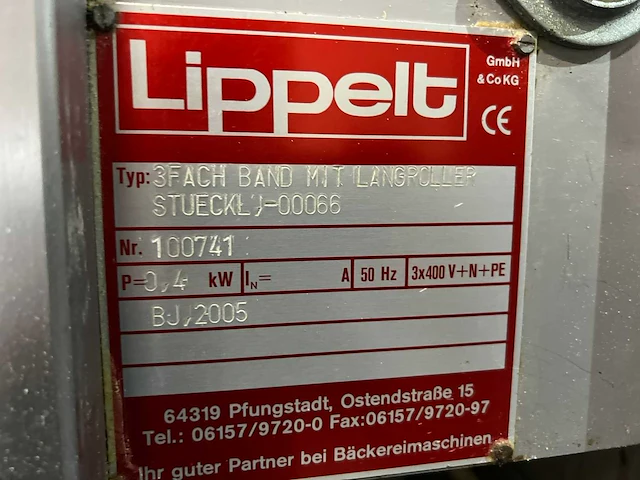 Lippelt
GmbH
& Co KG
CE
Typ: 3FACH BAND MIT LANGROLLER
STUECKL,-00066
Nr. 100741
P=0,4 kW I_N= A 50 Hz 3x400 V+N+PE
BJ,2005
64319 Pfungstadt, Ostendstraße 15
Tel.: 06157/9720-0 Fax:06157/9720-97
Ihr guter Partner bei Bäckereimaschinen